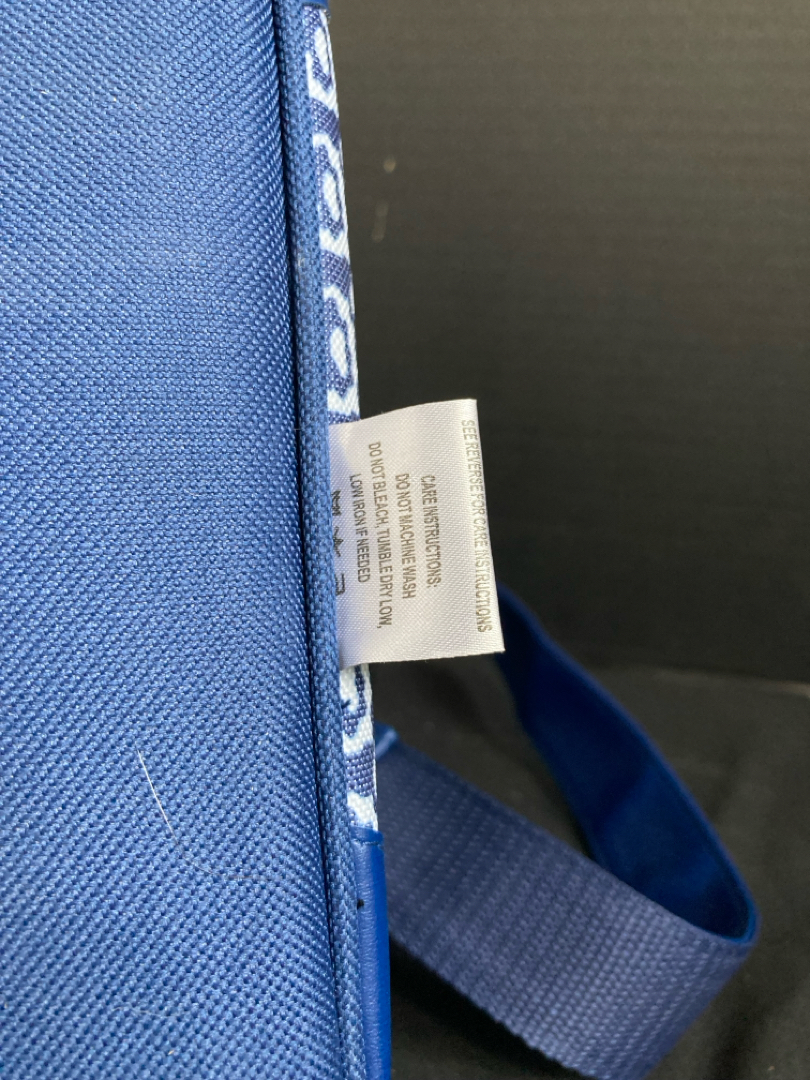 SEE REVERSE FOR CARE INSTRUCTIONS
CARE INSTRUCTIONS:
DO NOT MACHINE WASH
DO NOT BLEACH, TUMBLE DRY LOW,
LOW IRON IF NEEDED